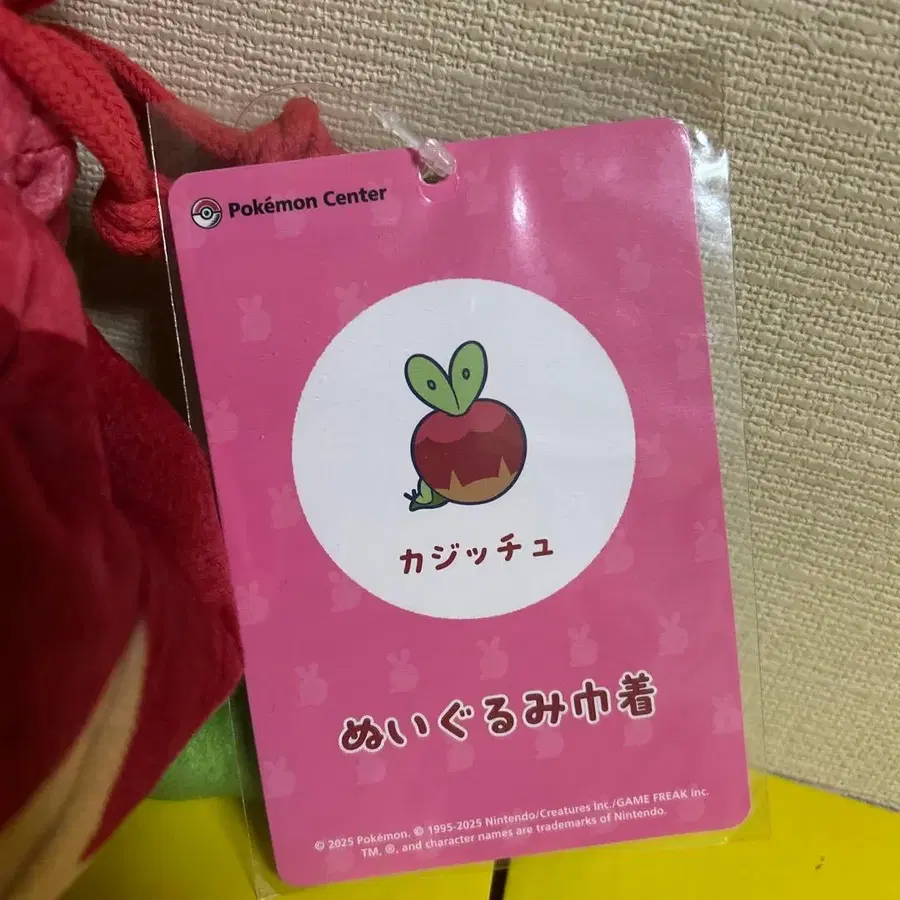 Pokémon Center
カジッチュ
ぬいぐるみ巾着
© 2025 Pokémon. © 1995-2025 Nintendo/Creatures Inc./GAME FREAK inc.
TM, ®, and character names are trademarks of Nintendo.